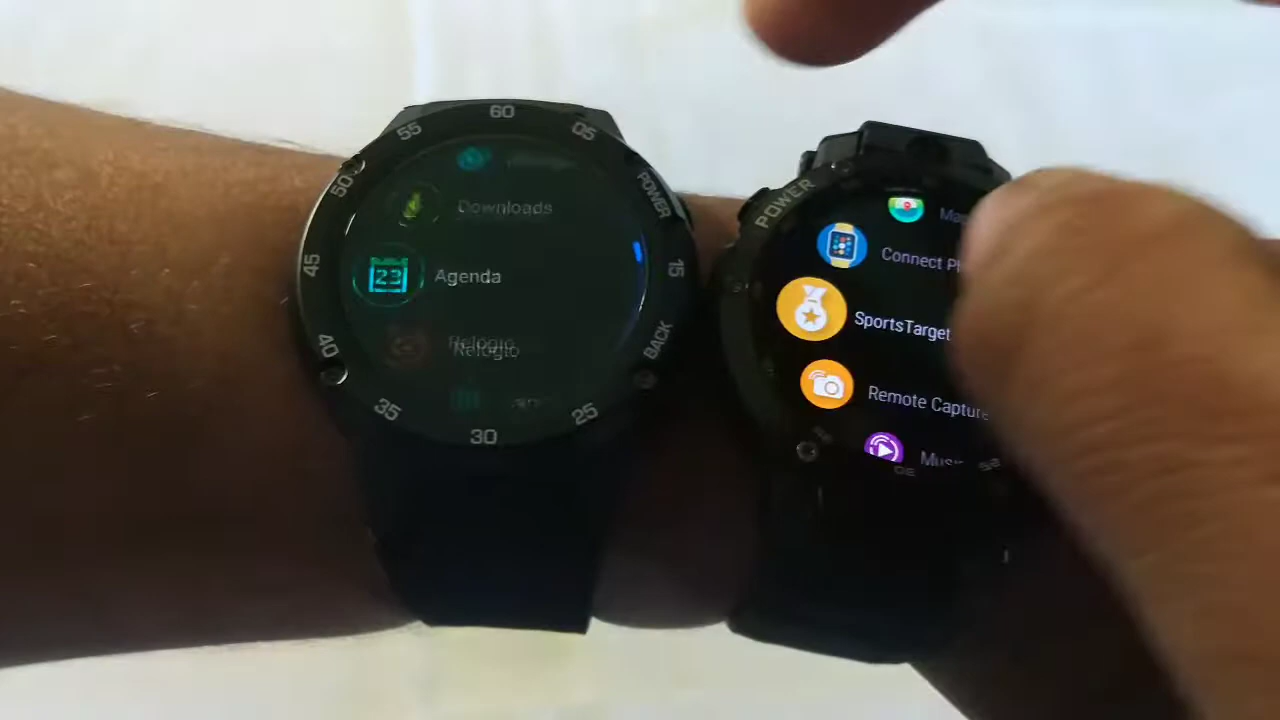 60
55
05
50
POWER
45
15
40
BACK
35
25
30
Downloads
23
Agenda
Relogio
Relogio
POWER
Connect
SportsTarget
Remote Capture